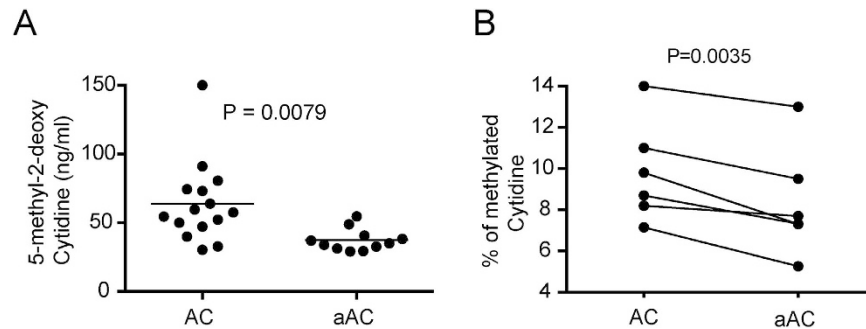 A
5-methyl-2-deoxy
Cytidine (ng/ml)
150
100
50
0
P = 0.0079
AC
aAC
B
P=0.0035
% of methylated
Cytidine
14
12
10
8
6
4
AC
aAC